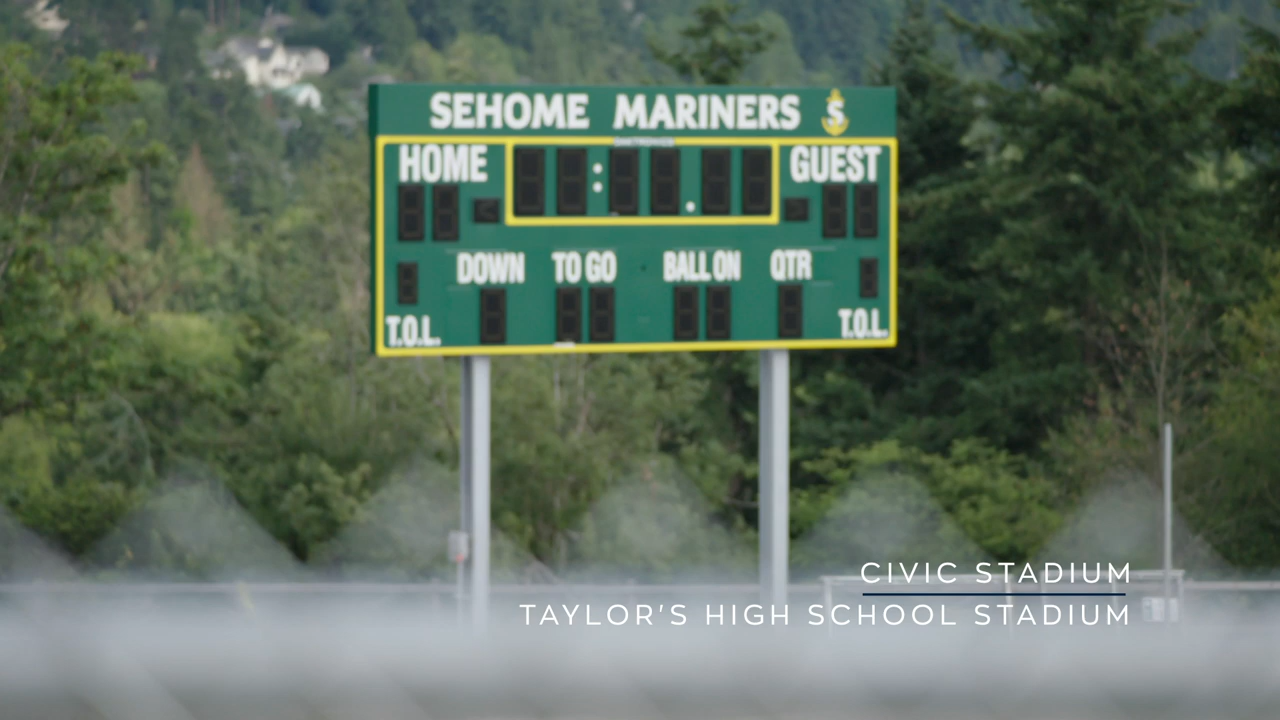 SEHOME MARINERS S
HOME GUEST
DOWN TO GO BALL ON QTR
T.O.L. T.O.L.
CIVIC STADIUM
TAYLOR'S HIGH SCHOOL STADIUM